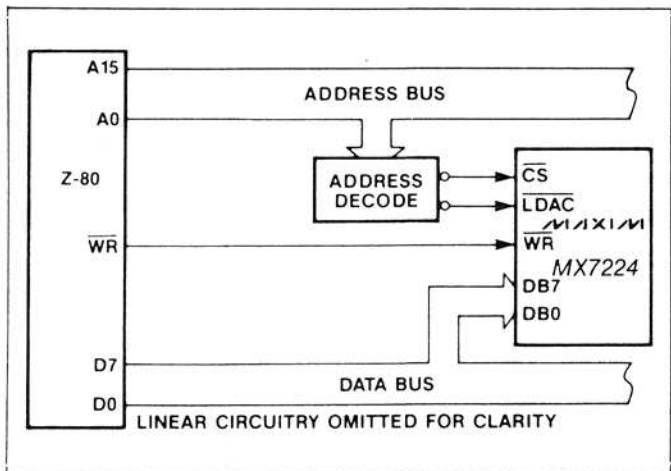 A15
ADDRESS BUS
A0
Z-80
ADDRESS
DECODE
CS
LDAC
MAXIM
WR
WR
MX7224
DB7
DB0
D7
DATA BUS
D0
LINEAR CIRCUITRY OMITTED FOR CLARITY